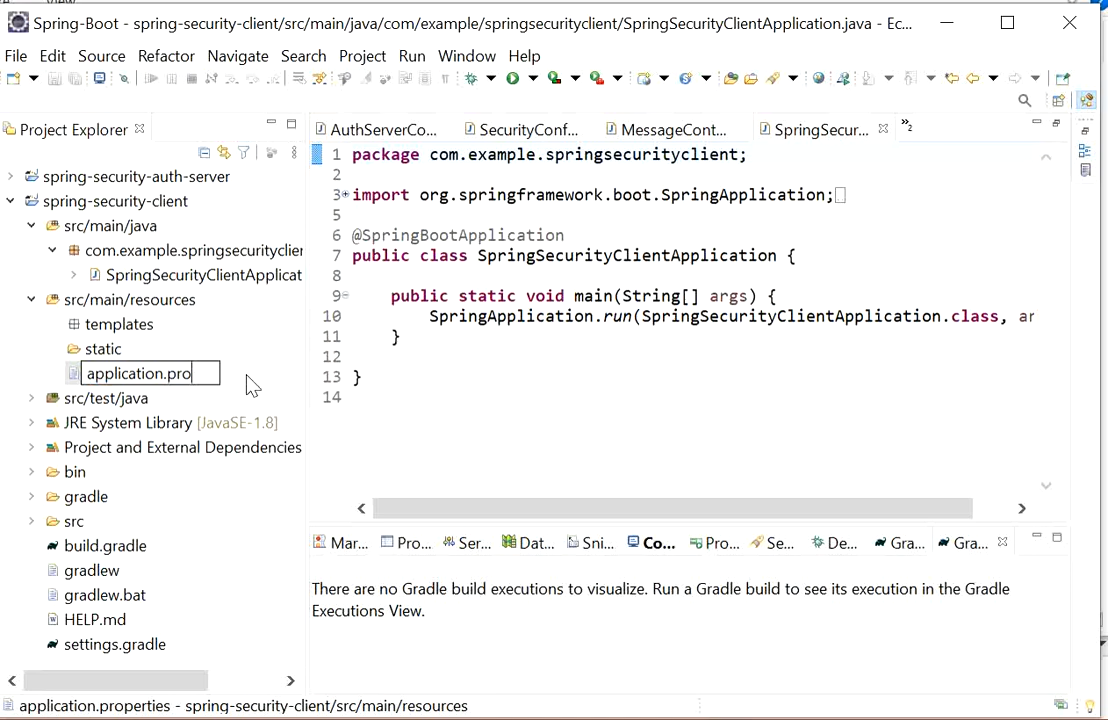 Spring-Boot - spring-security-client/src/main/java/com/example/springsecurityclient/SpringSecurityClientApplication.java - Ec...
File Edit Source Refactor Navigate Search Project Run Window Help
Project Explorer
spring-security-auth-server
spring-security-client
src/main/java
com.example.springsecurityclier
SpringSecurityClientApplicat
src/main/resources
templates
static
application.pro
src/test/java
JRE System Library [JavaSE-1.8]
Project and External Dependencies
bin
gradle
src
build.gradle
gradlew
gradlew.bat
HELP.md
settings.gradle
AuthServerCo... SecurityConf... MessageCont... SpringSecur... »2
1 package com.example.springsecurityclient;
2
3 import org.springframework.boot.SpringApplication;
5
6 @SpringBootApplication
7 public class SpringSecurityClientApplication {
8
9 public static void main(String[] args) {
10 SpringApplication.run(SpringSecurityClientApplication.class, ar
11 }
12
13 }
14
Mar... Pro... Ser... Dat... Sni... Co... Pro... Se... De... Gra... Gra...
There are no Gradle build executions to visualize. Run a Gradle build to see its execution in the Gradle
Executions View.
application.properties - spring-security-client/src/main/resources